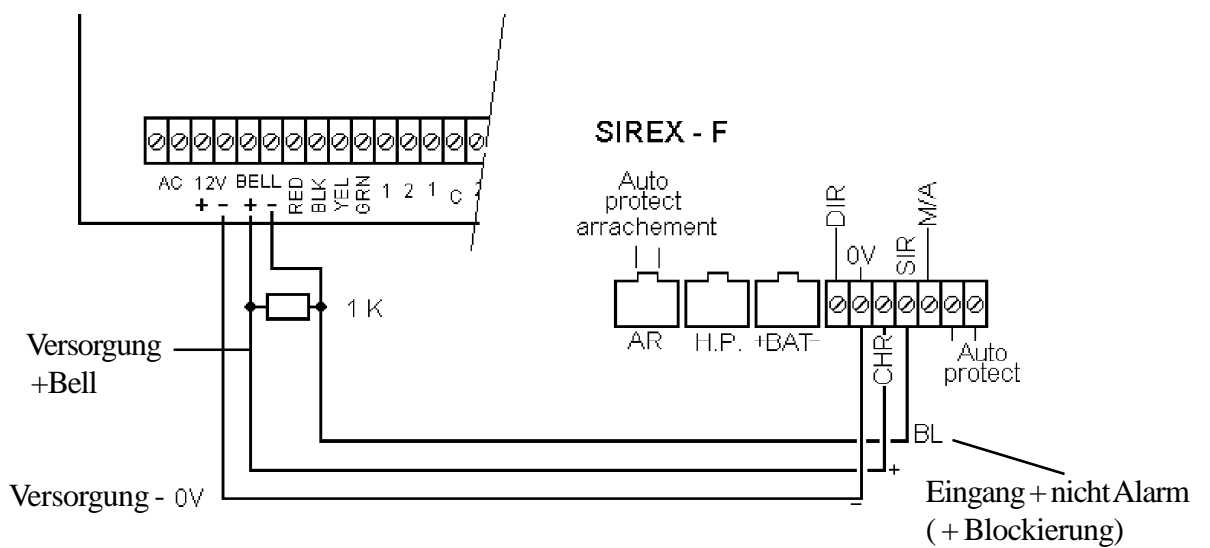 SIREX - F
AC 12V BELL RED BLK YEL GRN 1 2 1 C 2
+ - + -
Auto
protect
arrachement
DIR
0V
SIR
M/A
1 K
AR
H.P.
+BAT-
CHR
Auto
protect
Versorgung
+Bell
BL
+
Versorgung - 0V
-
Eingang + nicht Alarm
( + Blockierung)